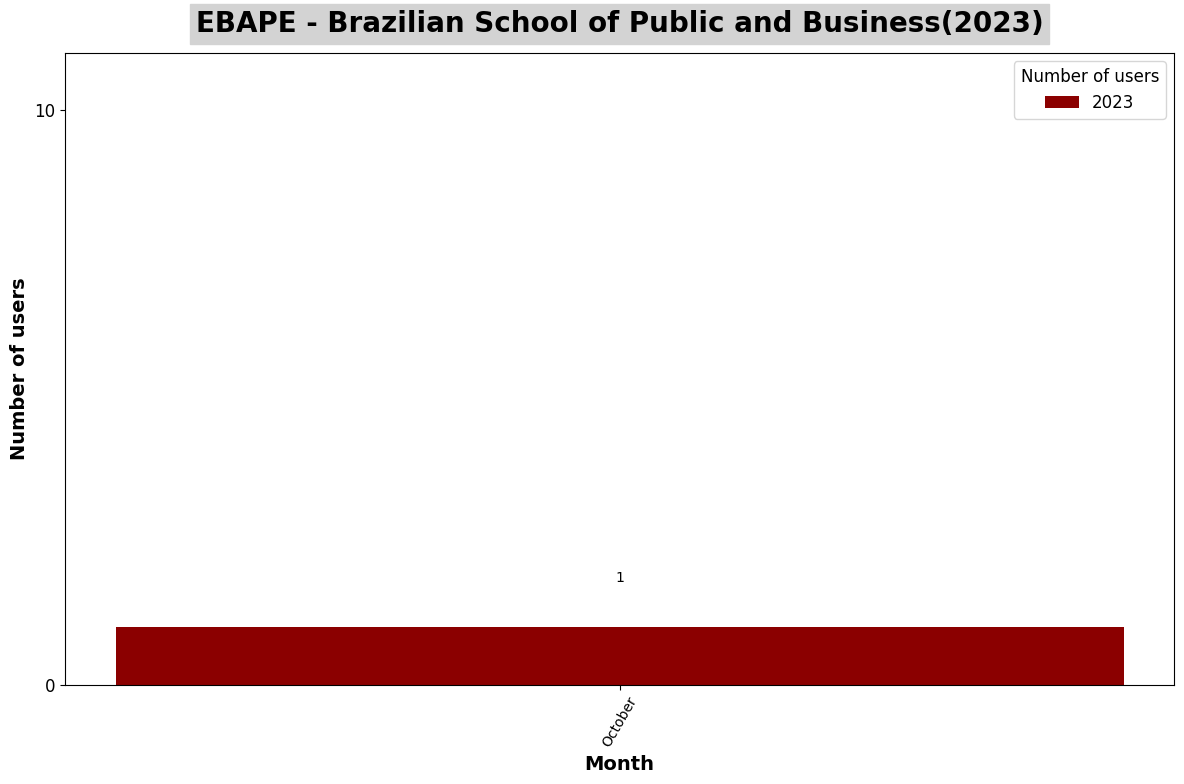 EBAPE - Brazilian School of Public and Business(2023)
Number of users
2023
10
Number of users
1
0
October
Month